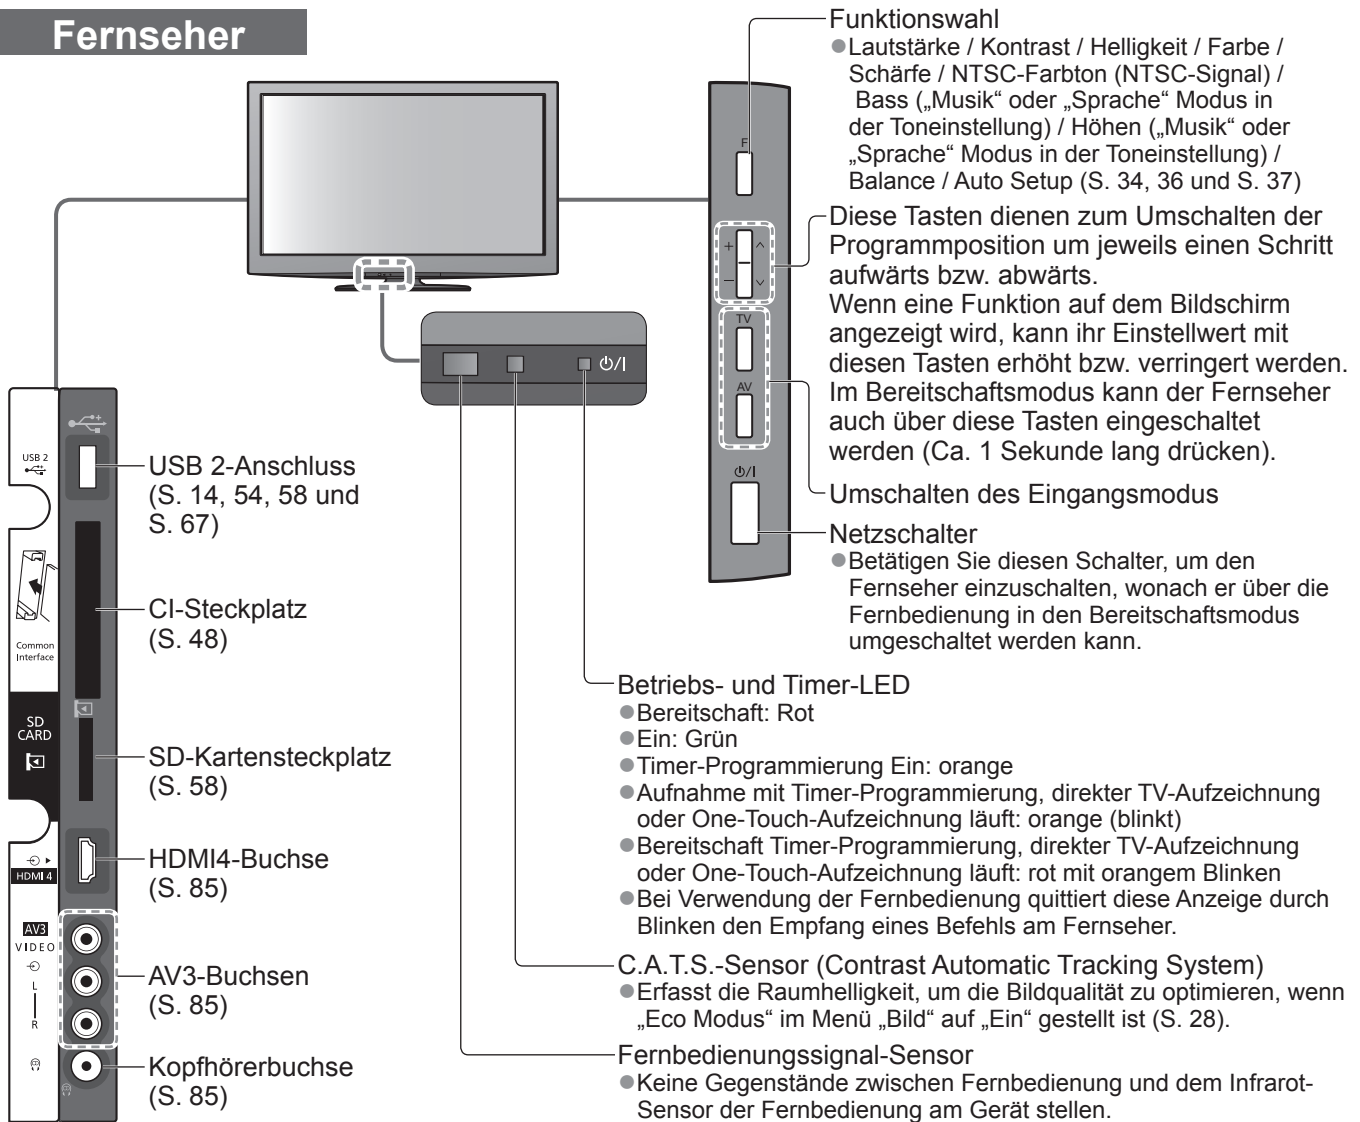 Fernseher
Funktionswahl
●Lautstärke / Kontrast / Helligkeit / Farbe /
Schärfe / NTSC-Farbton (NTSC-Signal) /
Bass („Musik“ oder „Sprache“ Modus in
der Toneinstellung) / Höhen („Musik“ oder
„Sprache“ Modus in der Toneinstellung) /
Balance / Auto Setup (S. 34, 36 und S. 37)
Diese Tasten dienen zum Umschalten der
Programmposition um jeweils einen Schritt
aufwärts bzw. abwärts.
Wenn eine Funktion auf dem Bildschirm
angezeigt wird, kann ihr Einstellwert mit
diesen Tasten erhöht bzw. verringert werden.
Im Bereitschaftsmodus kann der Fernseher
auch über diese Tasten eingeschaltet
werden (Ca. 1 Sekunde lang drücken).
Umschalten des Eingangsmodus
Netzschalter
●Betätigen Sie diesen Schalter, um den
Fernseher einzuschalten, wonach er über die
Fernbedienung in den Bereitschaftsmodus
umgeschaltet werden kann.
F
+ ∧
− ∨
TV
AV
⏻/I
⏻/I
USB 2
Common
Interface
SD
CARD
HDMI 4
AV3
VIDEO
L
R
USB 2-Anschluss
(S. 14, 54, 58 und
S. 67)
CI-Steckplatz
(S. 48)
SD-Kartensteckplatz
(S. 58)
HDMI4-Buchse
(S. 85)
AV3-Buchsen
(S. 85)
Kopfhörerbuchse
(S. 85)
Betriebs- und Timer-LED
●Bereitschaft: Rot
●Ein: Grün
●Timer-Programmierung Ein: orange
●Aufnahme mit Timer-Programmierung, direkter TV-Aufzeichnung
oder One-Touch-Aufzeichnung läuft: orange (blinkt)
●Bereitschaft Timer-Programmierung, direkter TV-Aufzeichnung
oder One-Touch-Aufzeichnung läuft: rot mit orangem Blinken
●Bei Verwendung der Fernbedienung quittiert diese Anzeige durch
Blinken den Empfang eines Befehls am Fernseher.
C.A.T.S.-Sensor (Contrast Automatic Tracking System)
●Erfasst die Raumhelligkeit, um die Bildqualität zu optimieren, wenn
„Eco Modus“ im Menü „Bild“ auf „Ein“ gestellt ist (S. 28).
Fernbedienungssignal-Sensor
●Keine Gegenstände zwischen Fernbedienung und dem Infrarot-
Sensor der Fernbedienung am Gerät stellen.